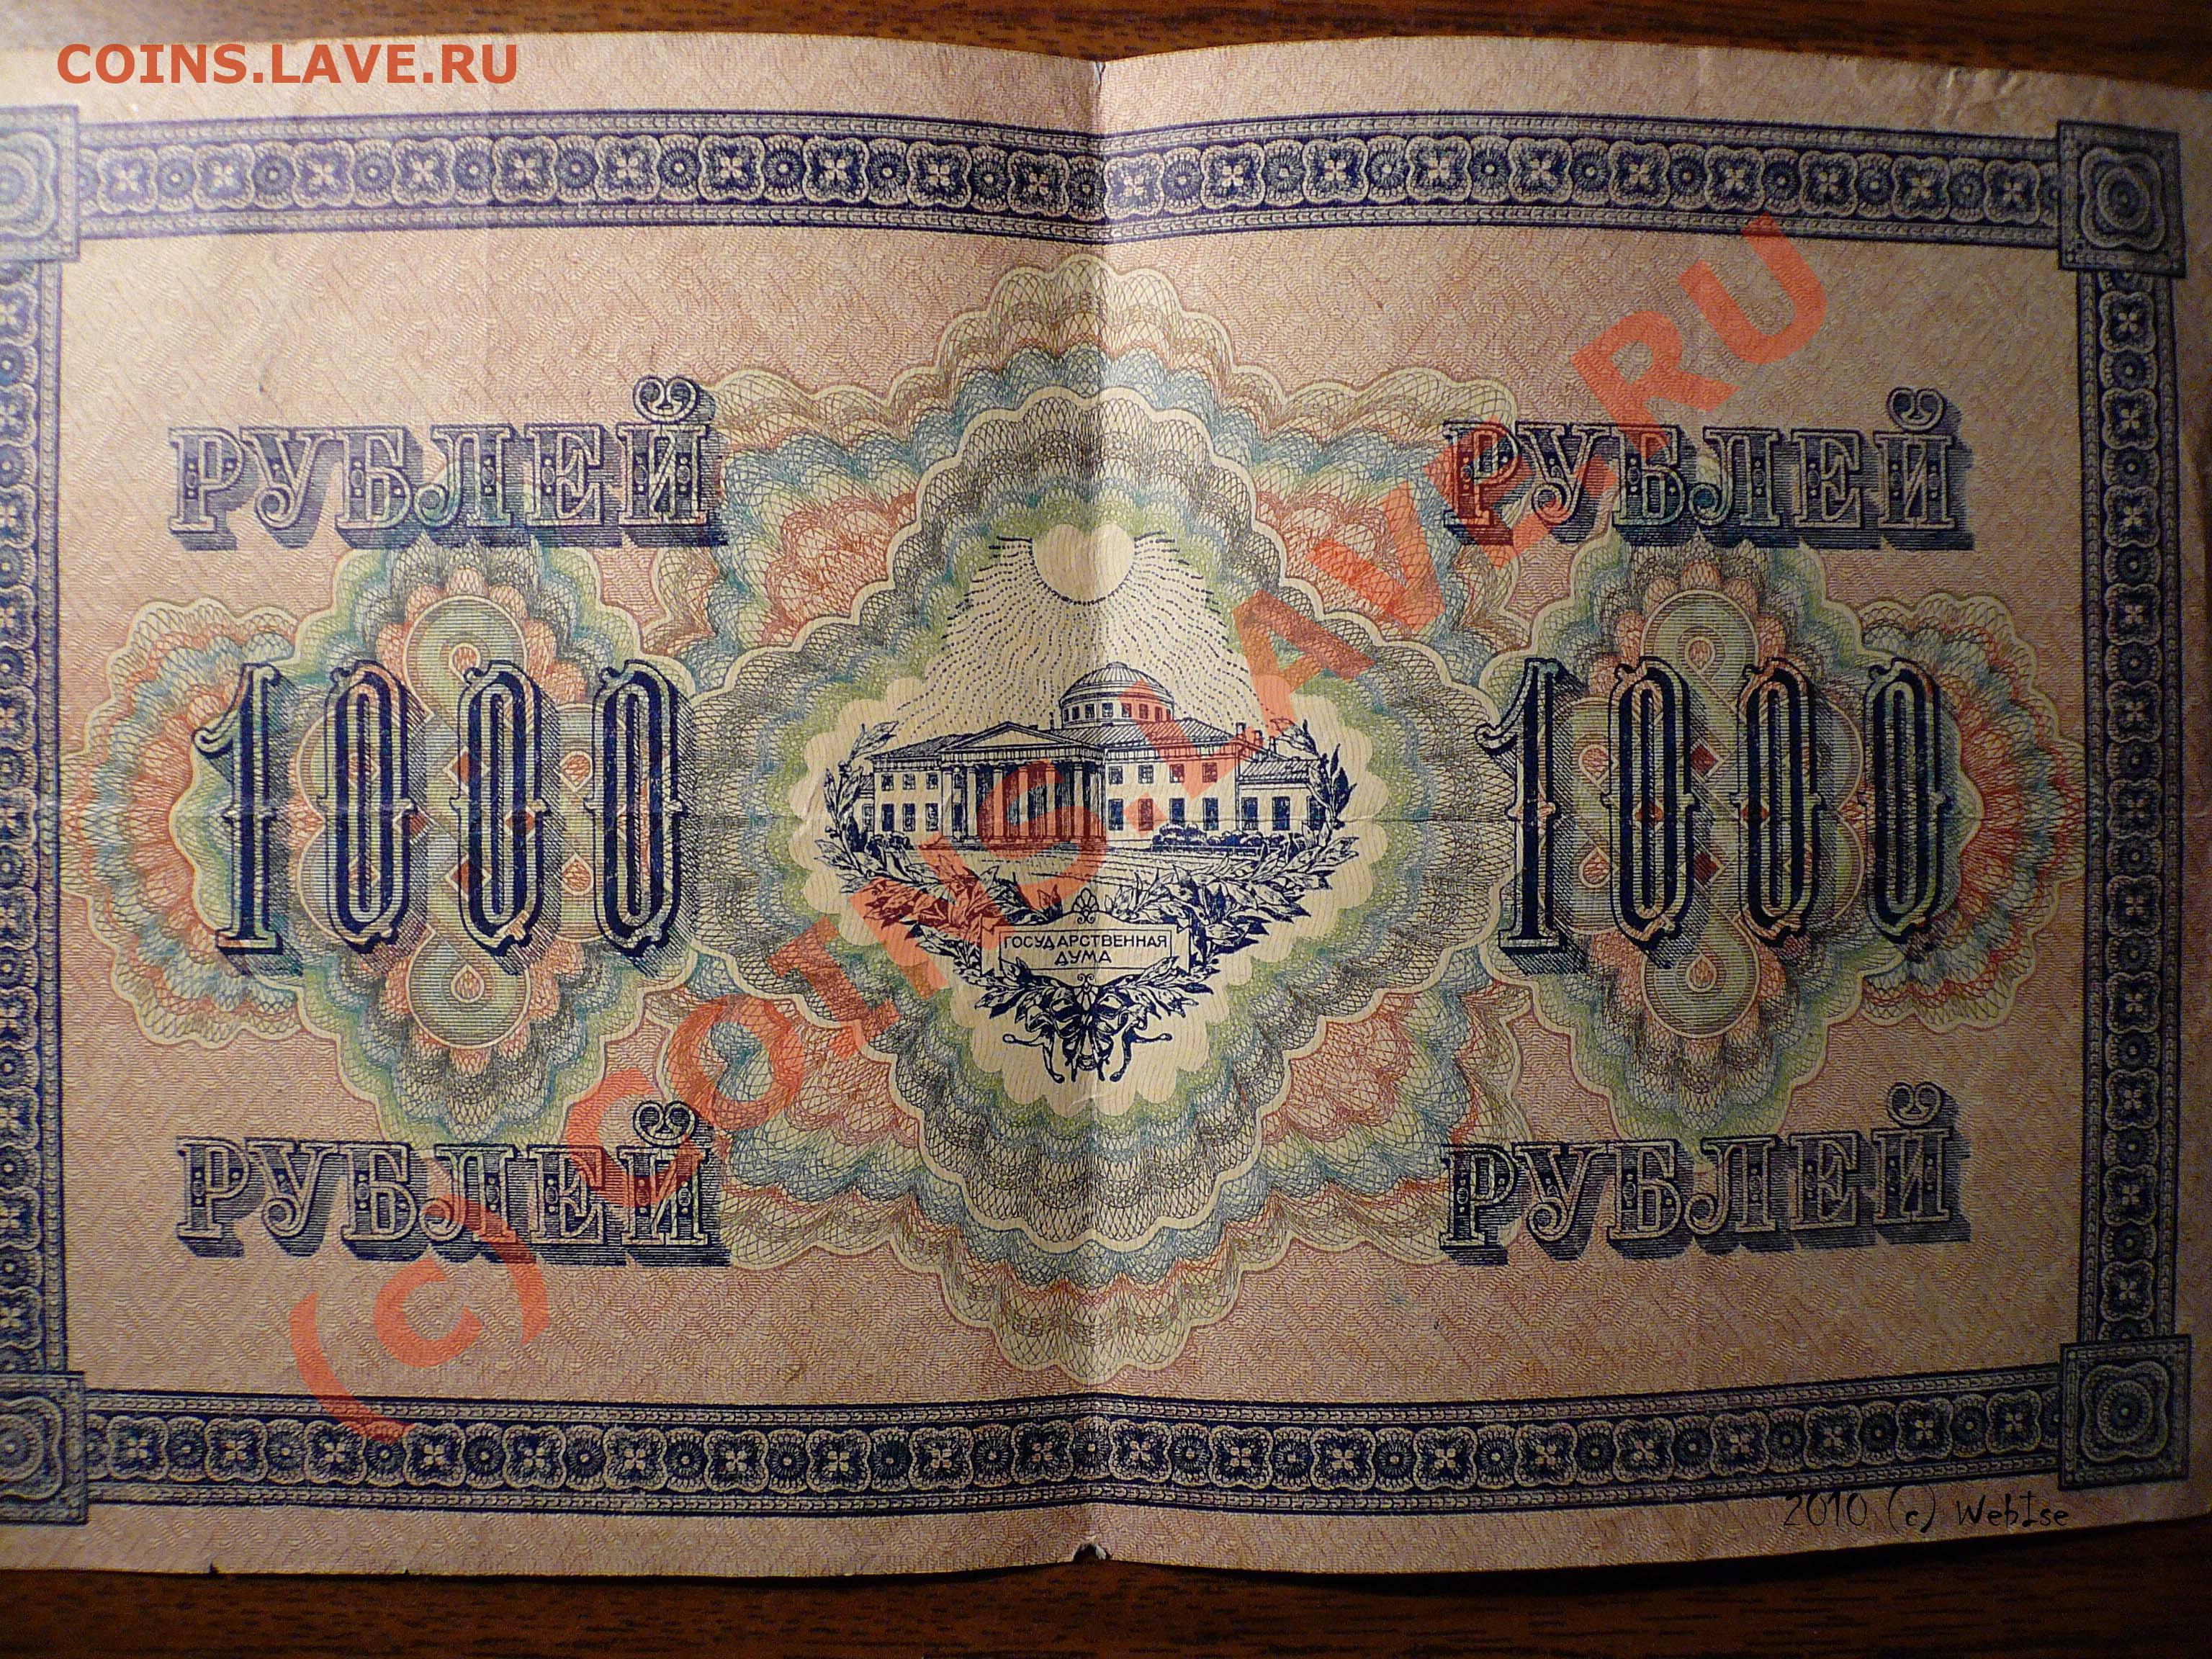 COINS.LAVE.RU
РУБЛЕЙ РУБЛЕЙ
1000 1000
ГОСУДАРСТВЕННАЯ
ДУМА
РУБЛЕЙ РУБЛЕЙ
(c) COINS.LAVE.RU
2010 (c) WebIse